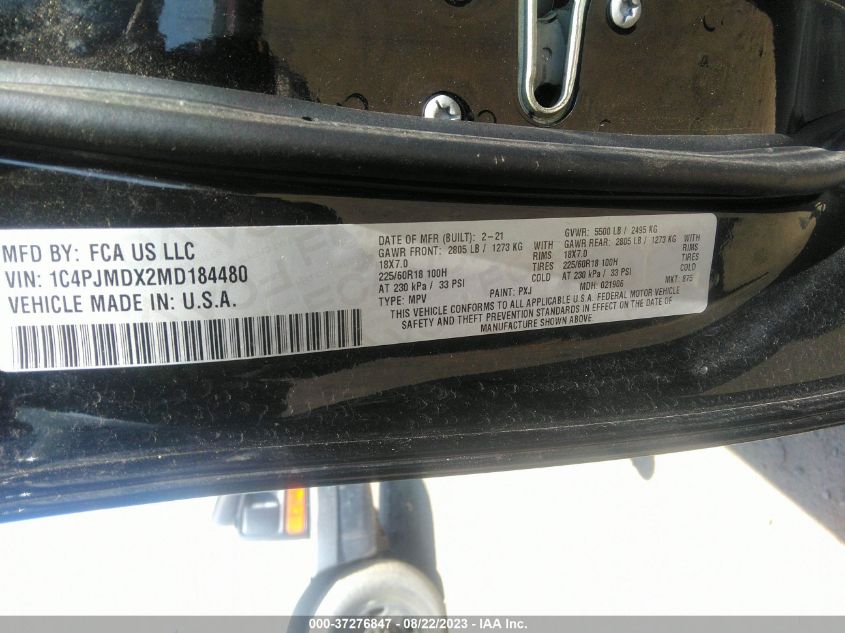 MFD BY: FCA US LLC
VIN: 1C4PJMDX2MD184480
VEHICLE MADE IN: U.S.A.
DATE OF MFR (BUILT): 2-21
GAWR FRONT: 2805 LB / 1273 KG WITH
18X7.0 RIMS
225/60R18 100H TIRES
AT 230 kPa / 33 PSI COLD
TYPE: MPV
PAINT: PXJ
GVWR: 5500 LB / 2495 KG
GAWR REAR: 2805 LB / 1273 KG WITH
18X7.0 RIMS
225/60R18 100H TIRES
AT 230 kPa / 33 PSI COLD
MDH: 021906
MKT: 875
THIS VEHICLE CONFORMS TO ALL APPLICABLE U.S.A. FEDERAL MOTOR VEHICLE
SAFETY AND THEFT PREVENTION STANDARDS IN EFFECT ON THE DATE OF
MANUFACTURE SHOWN ABOVE.
000-37276847 - 08/22/2023 - © IAA Inc.